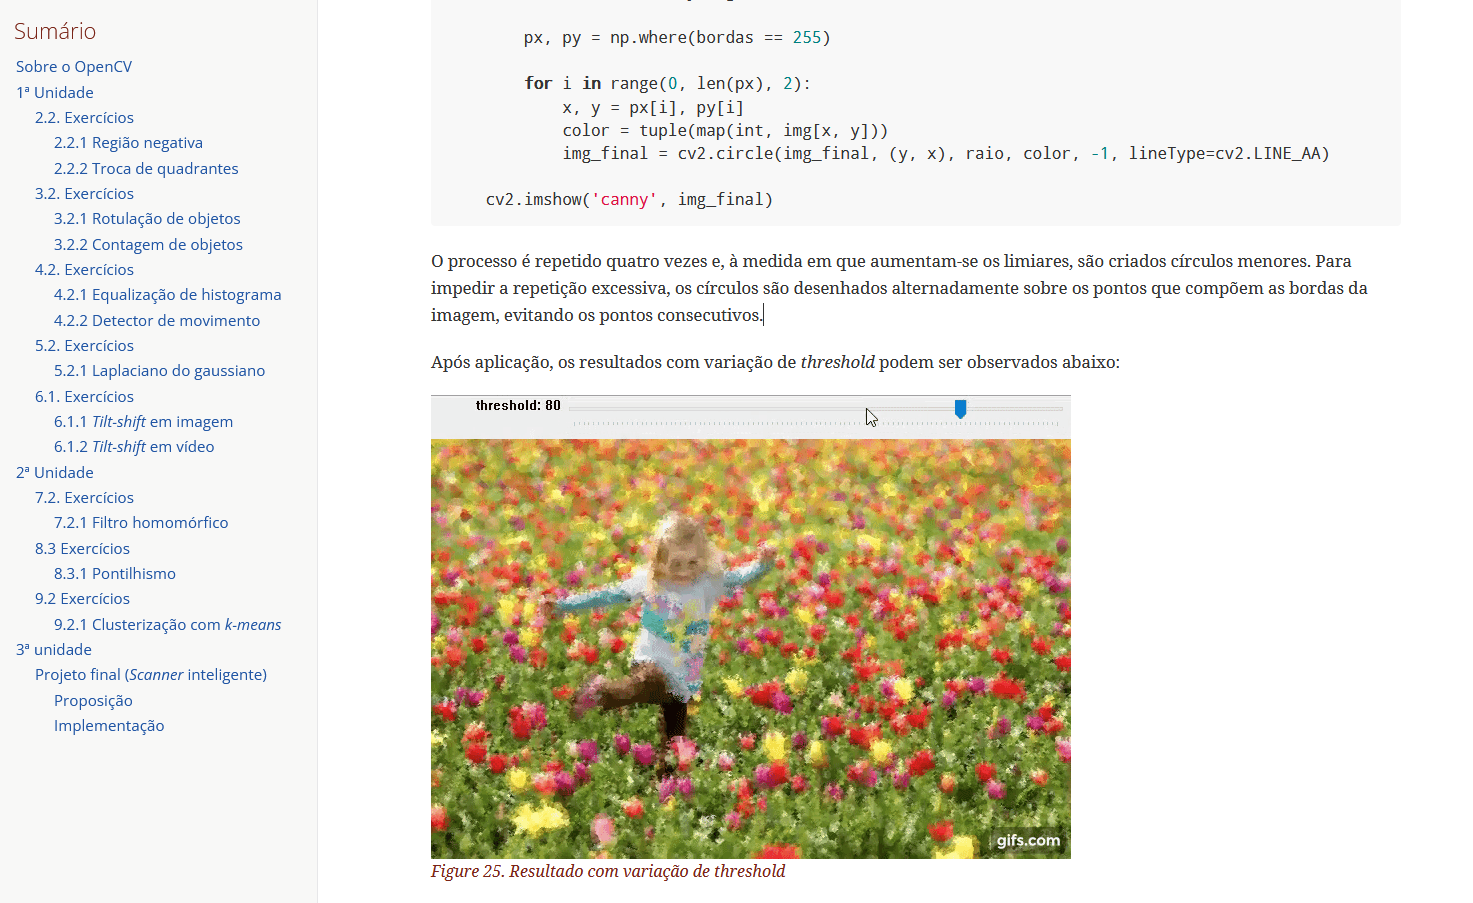 Sumário
Sobre o OpenCV
1ª Unidade
2.2. Exercícios
2.2.1 Região negativa
2.2.2 Troca de quadrantes
3.2. Exercícios
3.2.1 Rotulação de objetos
3.2.2 Contagem de objetos
4.2. Exercícios
4.2.1 Equalização de histograma
4.2.2 Detector de movimento
5.2. Exercícios
5.2.1 Laplaciano do gaussiano
6.1. Exercícios
6.1.1 Tilt-shift em imagem
6.1.2 Tilt-shift em vídeo
2ª Unidade
7.2. Exercícios
7.2.1 Filtro homomórfico
8.3 Exercícios
8.3.1 Pontilhismo
9.2 Exercícios
9.2.1 Clusterização com k-means
3ª unidade
Projeto final (Scanner inteligente)
Proposição
Implementação
px, py = np.where(bordas == 255)
for i in range(0, len(px), 2):
x, y = px[i], py[i]
color = tuple(map(int, img[x, y]))
img_final = cv2.circle(img_final, (y, x), raio, color, -1, lineType=cv2.LINE_AA)
cv2.imshow('canny', img_final)
O processo é repetido quatro vezes e, à medida em que aumentam-se os limiares, são criados círculos menores. Para
impedir a repetição excessiva, os círculos são desenhados alternadamente sobre os pontos que compõem as bordas da
imagem, evitando os pontos consecutivos.
Após aplicação, os resultados com variação de threshold podem ser observados abaixo:
threshold: 80
gifs.com
Figure 25. Resultado com variação de threshold